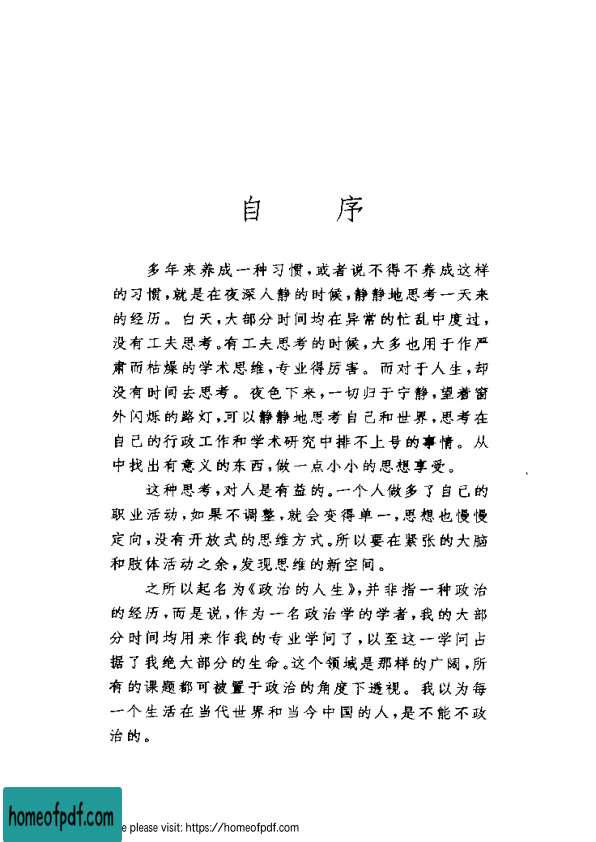 自 序
多年来养成一种习惯,或者说不得不养成这样
的习惯,就是在夜深人静的时候,静静地思考一天来
的经历。白天,大部分时间均在异常的忙乱中度过,
没有工夫思考。有工夫思考的时候,大多也用于作严
肃而枯燥的学术思维,专业得厉害。而对于人生,却
没有时间去思考。夜色下来,一切归于宁静,望着窗
外闪烁的路灯,可以静静地思考自己和世界,思考在
自己的行政工作和学术研究中排不上号的事情。从
中找出有意义的东西,做一点小小的思想享受。
这种思考,对人是有益的。一个人做多了自己的
职业活动,如果不调整,就会变得单一,思想也慢慢
定向,没有开放式的思维方式。所以要在紧张的大脑
和肢体活动之余,发现思维的新空间。
之所以起名为《政治的人生》,并非指一种政治
的经历,而是说,作为一名政治学的学者,我的大部
分时间均用来作我的专业学问了,以至这一学问占
据了我绝大部分的生命。这个领域是那样的广阔,所
有的课题都可被置于政治的角度下透视。我以为每
一个生活在当代世界和当今中国的人,是不能不政
治的。
homeofpdf.com
e please visit: https://homeofpdf.com